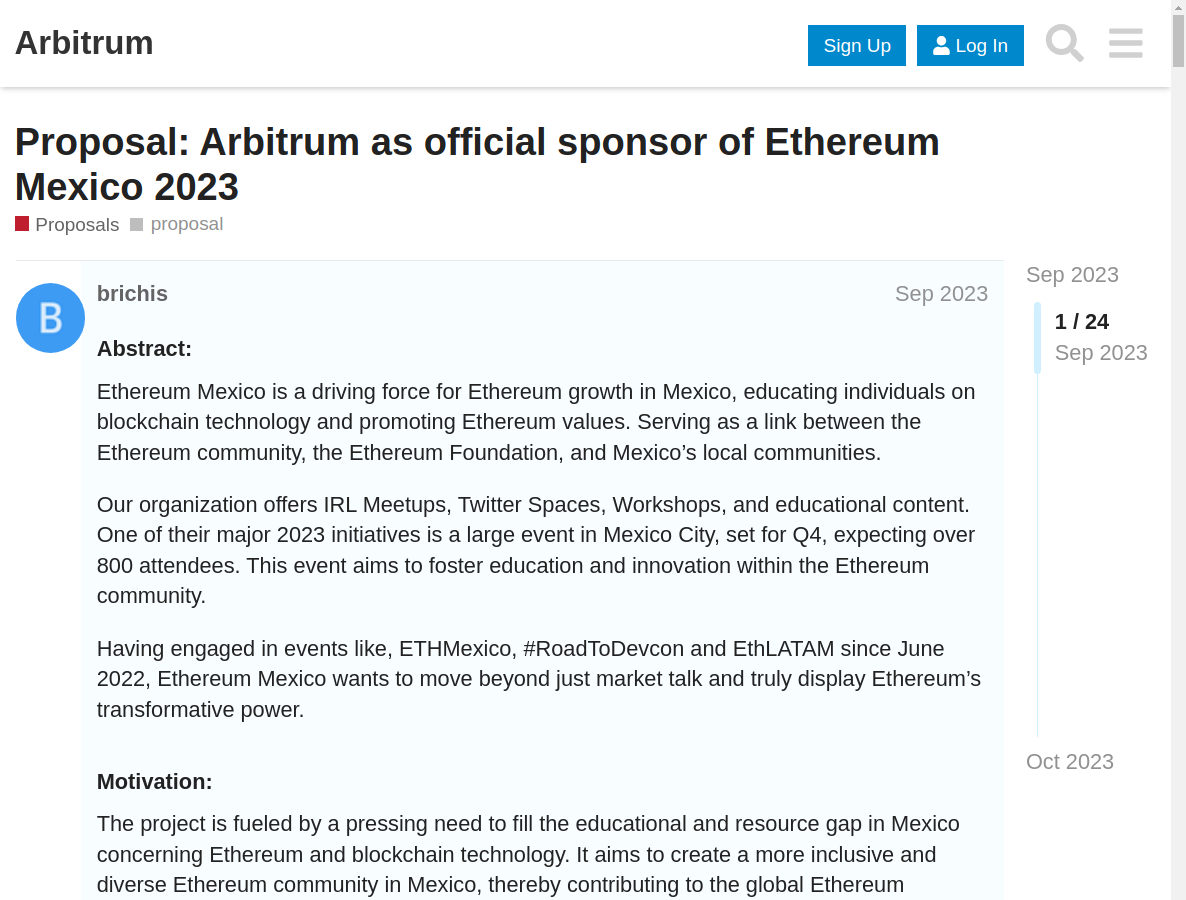 Arbitrum
Sign Up
Log In
Proposal: Arbitrum as official sponsor of Ethereum
Mexico 2023
Proposals proposal
B
brichis
Sep 2023
Abstract:
Ethereum Mexico is a driving force for Ethereum growth in Mexico, educating individuals on
blockchain technology and promoting Ethereum values. Serving as a link between the
Ethereum community, the Ethereum Foundation, and Mexico’s local communities.
Our organization offers IRL Meetups, Twitter Spaces, Workshops, and educational content.
One of their major 2023 initiatives is a large event in Mexico City, set for Q4, expecting over
800 attendees. This event aims to foster education and innovation within the Ethereum
community.
Having engaged in events like, ETHMexico, #RoadToDevcon and EthLATAM since June
2022, Ethereum Mexico wants to move beyond just market talk and truly display Ethereum’s
transformative power.
Motivation:
The project is fueled by a pressing need to fill the educational and resource gap in Mexico
concerning Ethereum and blockchain technology. It aims to create a more inclusive and
diverse Ethereum community in Mexico, thereby contributing to the global Ethereum
Sep 2023
1 / 24
Sep 2023
Oct 2023